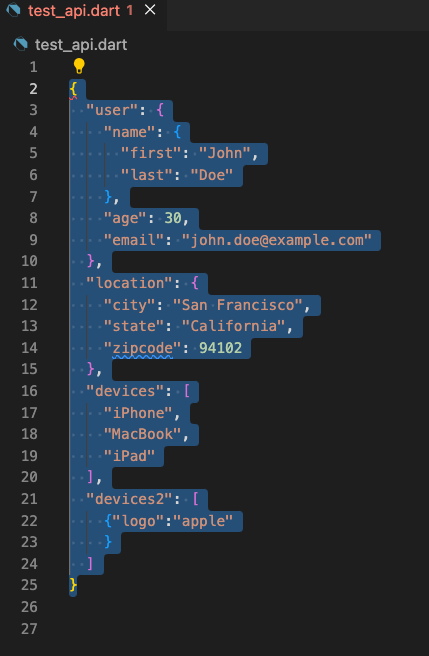 test_api.dart 1
test_api.dart
1
2 {
3 "user": {
4 "name": {
5 "first": "John",
6 "last": "Doe"
7 },
8 "age": 30,
9 "email": "john.doe@example.com"
10 },
11 "location": {
12 "city": "San Francisco",
13 "state": "California",
14 "zipcode": 94102
15 },
16 "devices": [
17 "iPhone",
18 "MacBook",
19 "iPad"
20 ],
21 "devices2": [
22 {"logo":"apple"
23 }
24 ]
25 }
26
27